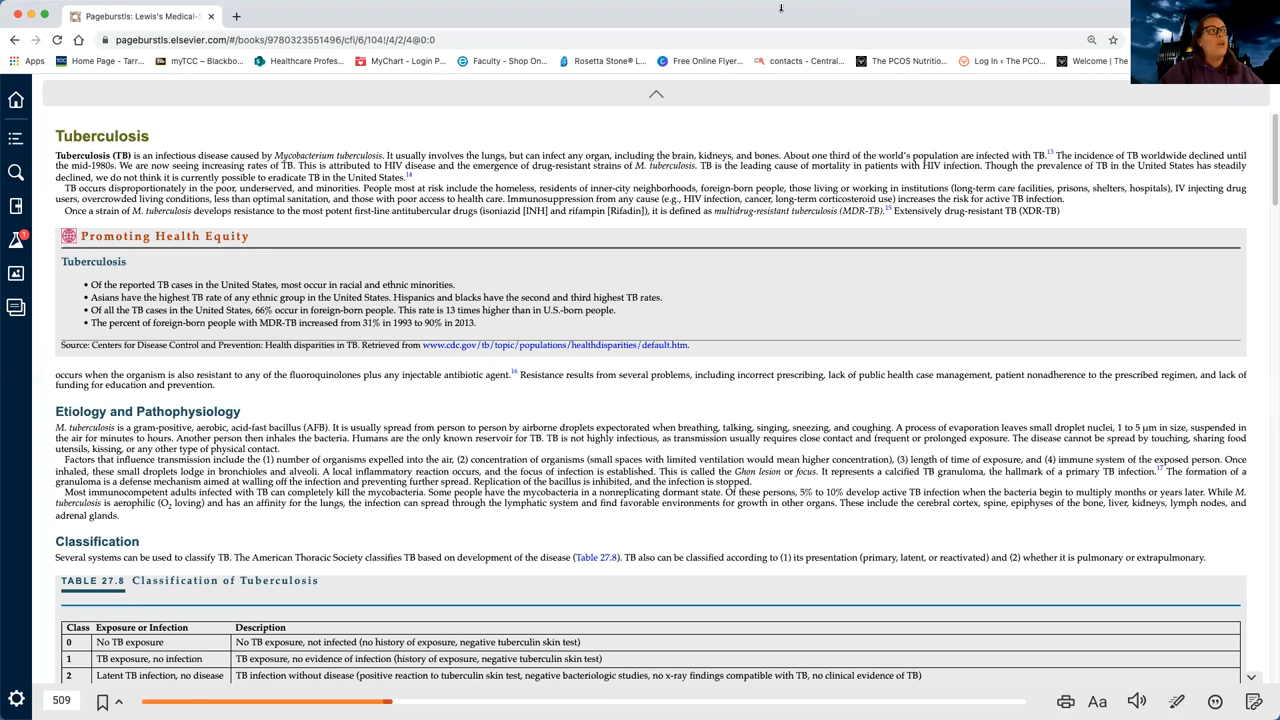 Pageburstls: Lewis's Medical-S
pageburstls.elsevier.com/#/books/9780323551496/cfi/6/104!/4/2/4@0:0
Apps
Home Page - Tarr...
myTCC – Blackbo...
Healthcare Profes...
MyChart - Login P...
Faculty - Shop On...
Rosetta Stone® L...
Free Online Flyer...
contacts - Central...
The PCOS Nutritio...
Log In ‹ The PCO...
Welcome | The
Tuberculosis
Tuberculosis (TB) is an infectious disease caused by Mycobacterium tuberculosis. It usually involves the lungs, but can infect any organ, including the brain, kidneys, and bones. About one third of the world's population are infected with TB.13 The incidence of TB worldwide declined until
the mid-1980s. We are now seeing increasing rates of TB. This is attributed to HIV disease and the emergence of drug-resistant strains of M. tuberculosis. TB is the leading cause of mortality in patients with HIV infection. Though the prevalence of TB in the United States has steadily
declined, we do not think it is currently possible to eradicate TB in the United States.14
TB occurs disproportionately in the poor, underserved, and minorities. People most at risk include the homeless, residents of inner-city neighborhoods, foreign-born people, those living or working in institutions (long-term care facilities, prisons, shelters, hospitals), IV injecting drug
users, overcrowded living conditions, less than optimal sanitation, and those with poor access to health care. Immunosuppression from any cause (e.g., HIV infection, cancer, long-term corticosteroid use) increases the risk for active TB infection.
Once a strain of M. tuberculosis develops resistance to the most potent first-line antitubercular drugs (isoniazid [INH] and rifampin [Rifadin]), it is defined as multidrug-resistant tuberculosis (MDR-TB).15 Extensively drug-resistant TB (XDR-TB)
Promoting Health Equity
Tuberculosis
• Of the reported TB cases in the United States, most occur in racial and ethnic minorities.
• Asians have the highest TB rate of any ethnic group in the United States. Hispanics and blacks have the second and third highest TB rates.
• Of all the TB cases in the United States, 66% occur in foreign-born people. This rate is 13 times higher than in U.S.-born people.
• The percent of foreign-born people with MDR-TB increased from 31% in 1993 to 90% in 2013.
Source: Centers for Disease Control and Prevention: Health disparities in TB. Retrieved from www.cdc.gov/tb/topic/populations/healthdisparities/default.htm.
occurs when the organism is also resistant to any of the fluoroquinolones plus any injectable antibiotic agent.16 Resistance results from several problems, including incorrect prescribing, lack of public health case management, patient nonadherence to the prescribed regimen, and lack of
funding for education and prevention.
Etiology and Pathophysiology
M. tuberculosis is a gram-positive, aerobic, acid-fast bacillus (AFB). It is usually spread from person to person by airborne droplets expectorated when breathing, talking, singing, sneezing, and coughing. A process of evaporation leaves small droplet nuclei, 1 to 5 μm in size, suspended in
the air for minutes to hours. Another person then inhales the bacteria. Humans are the only known reservoir for TB. TB is not highly infectious, as transmission usually requires close contact and frequent or prolonged exposure. The disease cannot be spread by touching, sharing food
utensils, kissing, or any other type of physical contact.
Factors that influence transmission include the (1) number of organisms expelled into the air, (2) concentration of organisms (small spaces with limited ventilation would mean higher concentration), (3) length of time of exposure, and (4) immune system of the exposed person. Once
inhaled, these small droplets lodge in bronchioles and alveoli. A local inflammatory reaction occurs, and the focus of infection is established. This is called the Ghon lesion or focus. It represents a calcified TB granuloma, the hallmark of a primary TB infection.17 The formation of a
granuloma is a defense mechanism aimed at walling off the infection and preventing further spread. Replication of the bacillus is inhibited, and the infection is stopped.
Most immunocompetent adults infected with TB can completely kill the mycobacteria. Some people have the mycobacteria in a nonreplicating dormant state. Of these persons, 5% to 10% develop active TB infection when the bacteria begin to multiply months or years later. While M.
tuberculosis is aerophilic (O2 loving) and has an affinity for the lungs, the infection can spread through the lymphatic system and find favorable environments for growth in other organs. These include the cerebral cortex, spine, epiphyses of the bone, liver, kidneys, lymph nodes, and
adrenal glands.
Classification
Several systems can be used to classify TB. The American Thoracic Society classifies TB based on development of the disease (Table 27.8). TB also can be classified according to (1) its presentation (primary, latent, or reactivated) and (2) whether it is pulmonary or extrapulmonary.
TABLE 27.8 Classification of Tuberculosis
Class Exposure or Infection Description
0 No TB exposure No TB exposure, not infected (no history of exposure, negative tuberculin skin test)
1 TB exposure, no infection TB exposure, no evidence of infection (history of exposure, negative tuberculin skin test)
2 Latent TB infection, no disease TB infection without disease (positive reaction to tuberculin skin test, negative bacteriologic studies, no x-ray findings compatible with TB, no clinical evidence of TB)
509
Aa
1